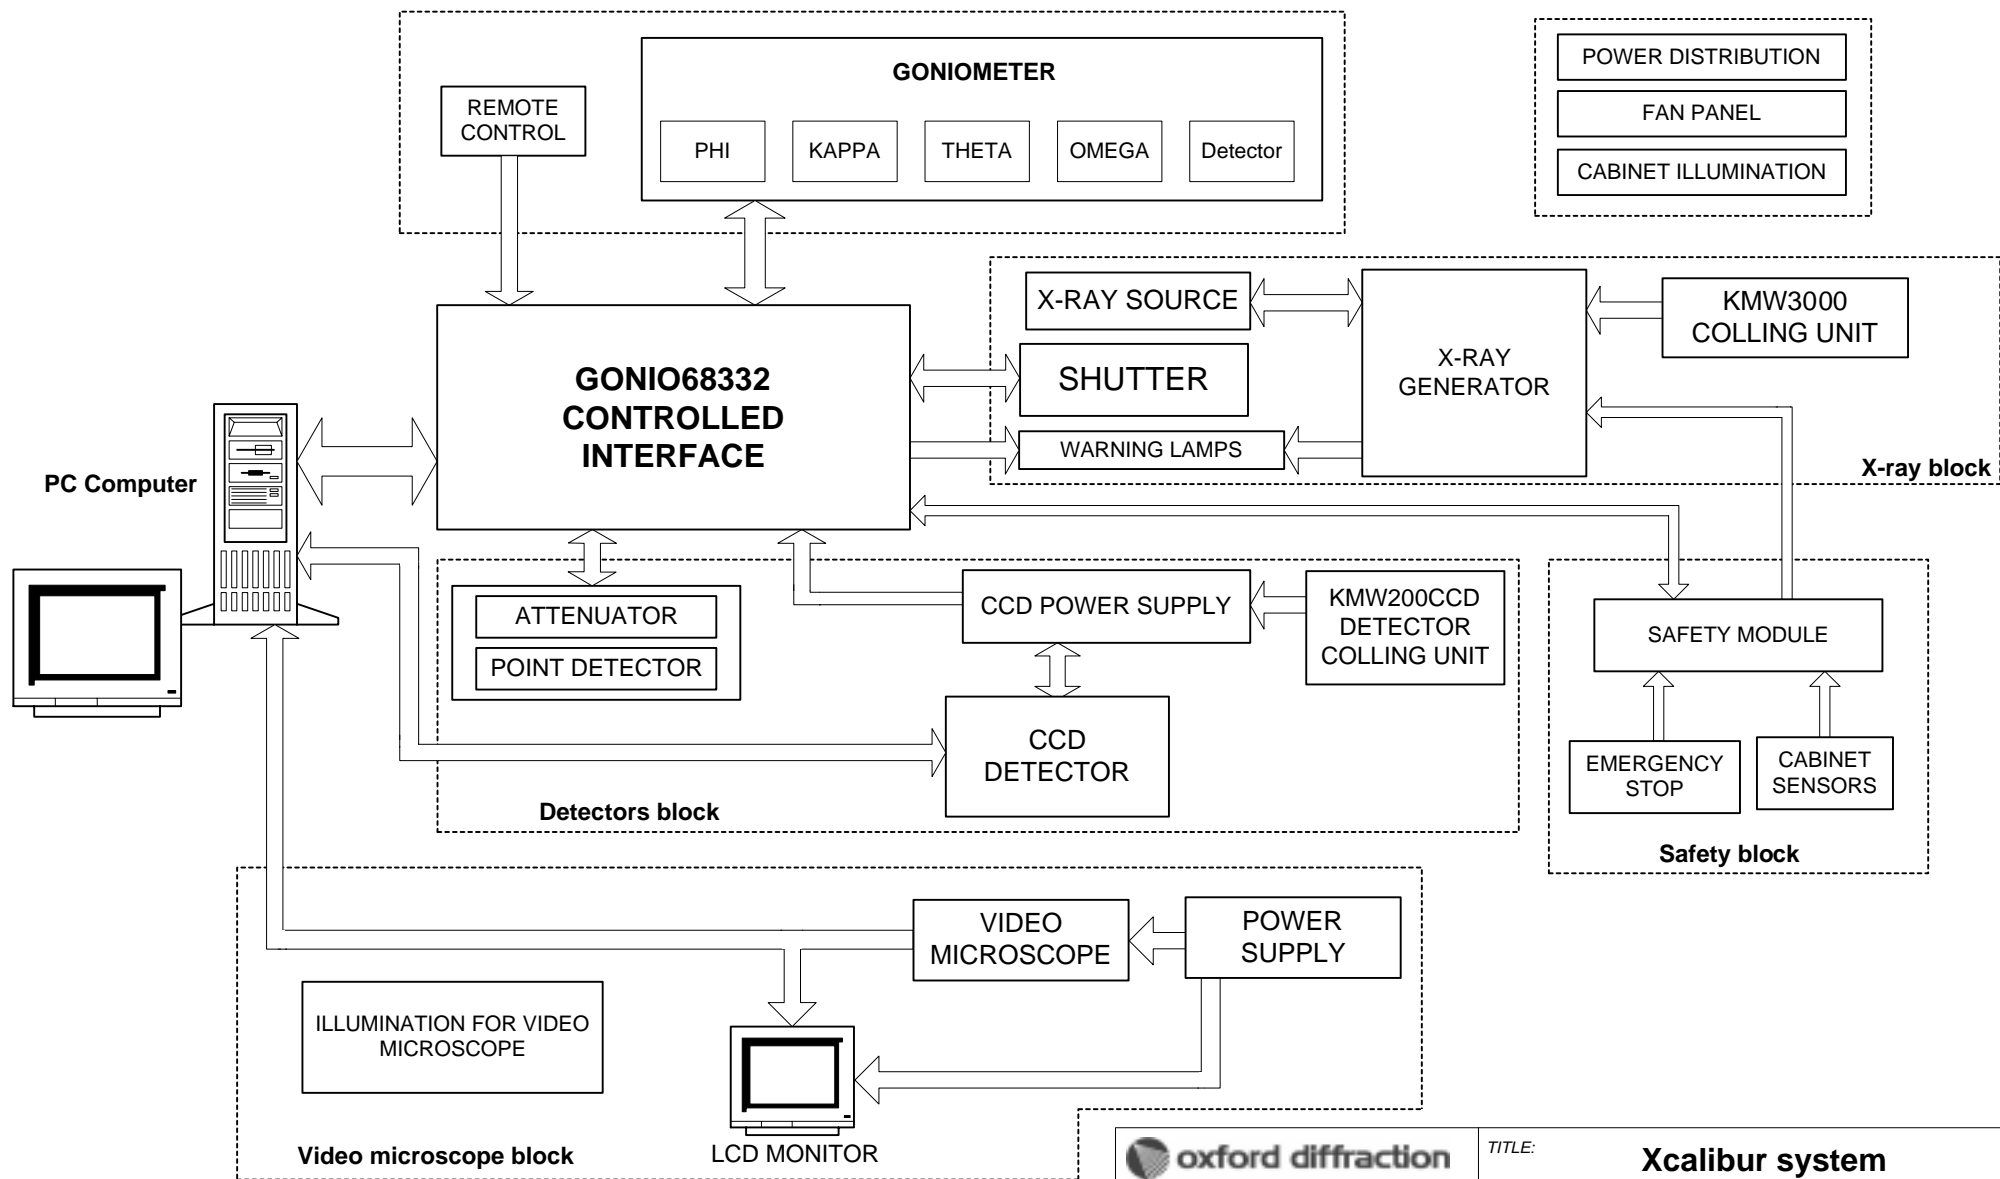 GONIOMETER
REMOTE
CONTROL
PHI
KAPPA
THETA
OMEGA
Detector
POWER DISTRIBUTION
FAN PANEL
CABINET ILLUMINATION
GONIO68332
CONTROLLED
INTERFACE
X-RAY SOURCE
SHUTTER
WARNING LAMPS
X-RAY
GENERATOR
KMW3000
COLLING UNIT
X-ray block
PC Computer
ATTENUATOR
POINT DETECTOR
CCD POWER SUPPLY
KMW200CCD
DETECTOR
COLLING UNIT
CCD
DETECTOR
Detectors block
SAFETY MODULE
EMERGENCY
STOP
CABINET
SENSORS
Safety block
VIDEO
MICROSCOPE
POWER
SUPPLY
ILLUMINATION FOR VIDEO
MICROSCOPE
LCD MONITOR
Video microscope block
oxford diffraction
TITLE:
Xcalibur system